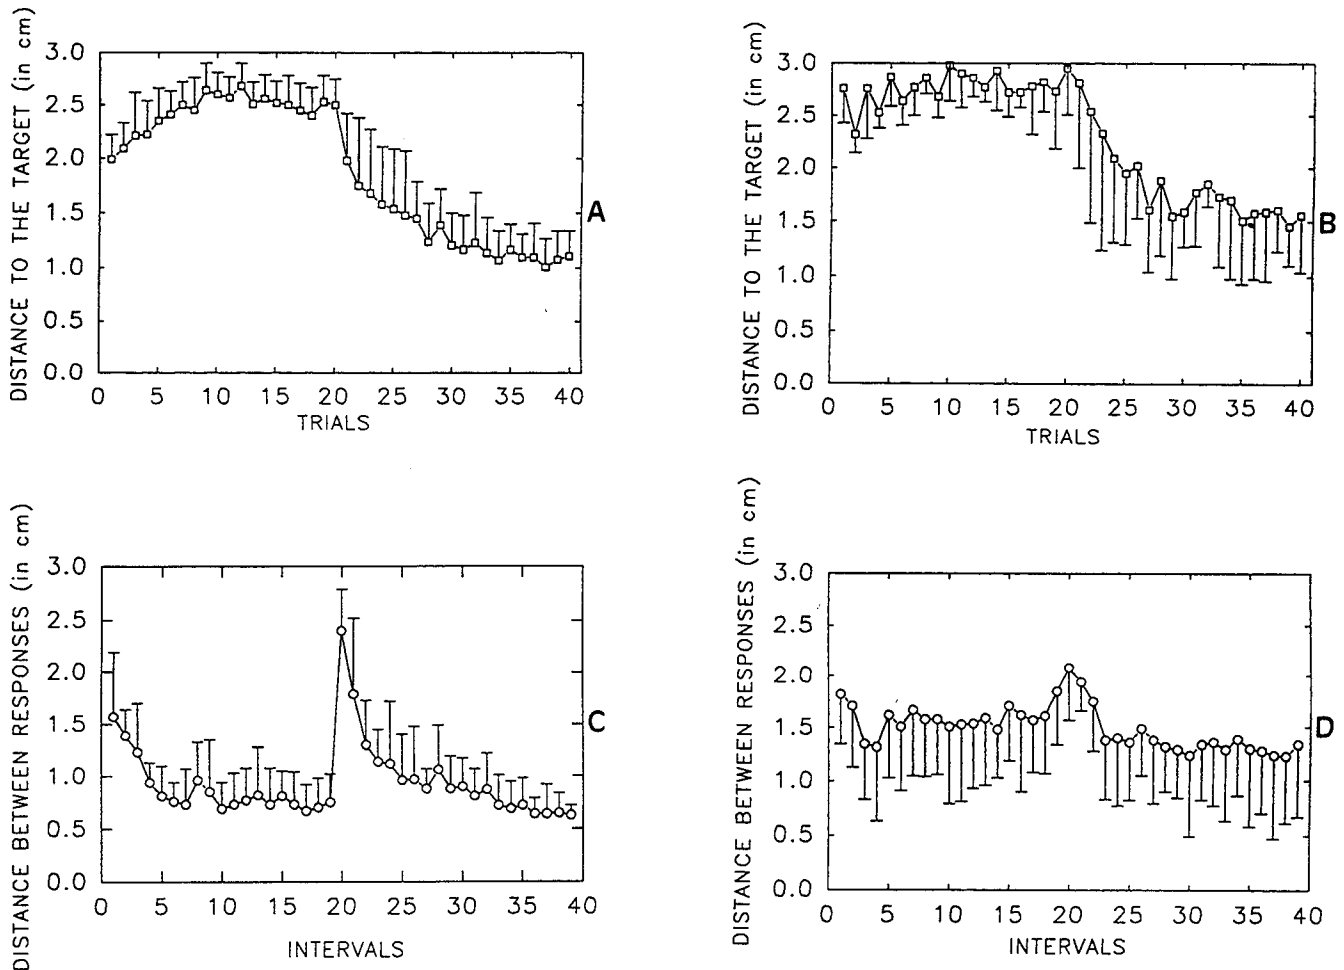 DISTANCE TO THE TARGET (in cm)
3.0
2.5
2.0
1.5
1.0
0.5
0.0
0 5 10 15 20 25 30 35 40
TRIALS
A
DISTANCE TO THE TARGET (in cm)
3.0
2.5
2.0
1.5
1.0
0.5
0.0
0 5 10 15 20 25 30 35 40
TRIALS
B
DISTANCE BETWEEN RESPONSES (in cm)
3.0
2.5
2.0
1.5
1.0
0.5
0.0
0 5 10 15 20 25 30 35 40
INTERVALS
C
DISTANCE BETWEEN RESPONSES (in cm)
3.0
2.5
2.0
1.5
1.0
0.5
0.0
0 5 10 15 20 25 30 35 40
INTERVALS
D